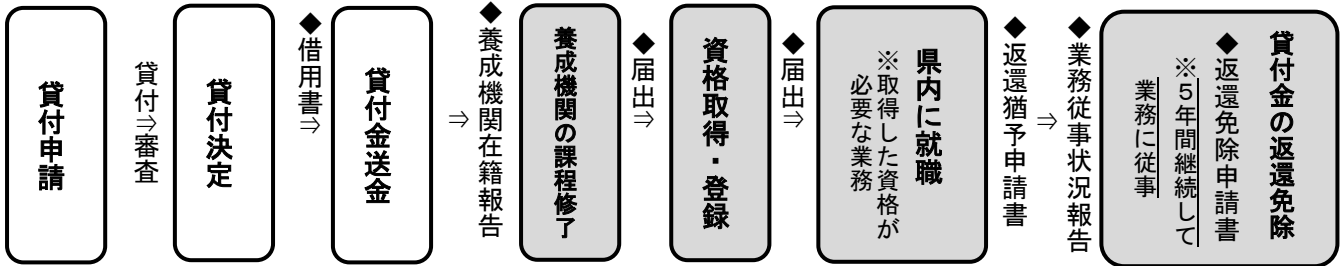 貸付申請
貸付⇒審査
貸付決定
◆借用書⇒
貸付金送金
◆養成機関在籍報告
⇒
養成機関の課程修了
◆届出⇒
資格取得・登録
◆届出⇒
県内に就職
※取得した資格が
必要な業務
◆返還猶予申請書
⇒
◆業務従事状況報告
貸付金の返還免除
◆返還免除申請書
※５年間継続して
業務に従事